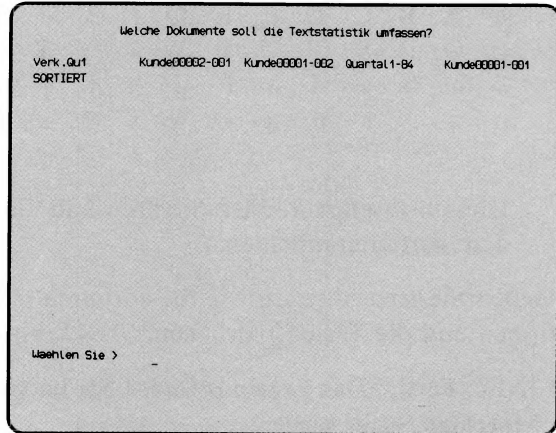 Welche Dokumente soll die Textstatistik umfassen?
Verk.Qu1 Kunde00002-001 Kunde00001-002 Quartal1-84 Kunde00001-001
SORTIERT
Waehlen Sie > _